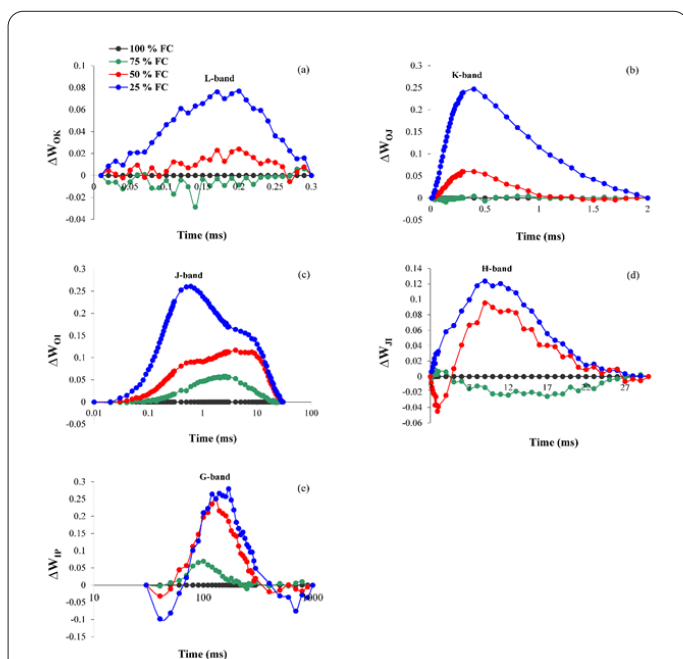 100 % FC
75 % FC
50 % FC
25 % FC
L-band
(a)
0.1
0.08
0.06
0.04
0.02
0
-0.02
-0.04
0
0.05
0.1
0.15
0.2
0.25
0.3
ΔW_OK
Time (ms)
K-band
(b)
0.3
0.25
0.2
0.15
0.1
0.05
0
-0.05
0
0.5
1
1.5
2
ΔW_OJ
Time (ms)
J-band
(c)
0.3
0.25
0.2
0.15
0.1
0.05
0
-0.05
0.01
0.1
1
10
100
ΔW_OI
Time (ms)
H-band
(d)
0.14
0.12
0.1
0.08
0.06
0.04
0.02
0
-0.02
-0.04
-0.06
12
17
27
ΔW_JI
Time (ms)
G-band
(e)
0.3
0.25
0.2
0.15
0.1
0.05
0
-0.05
-0.1
-0.15
10
100
ΔW_IP
Time (ms)